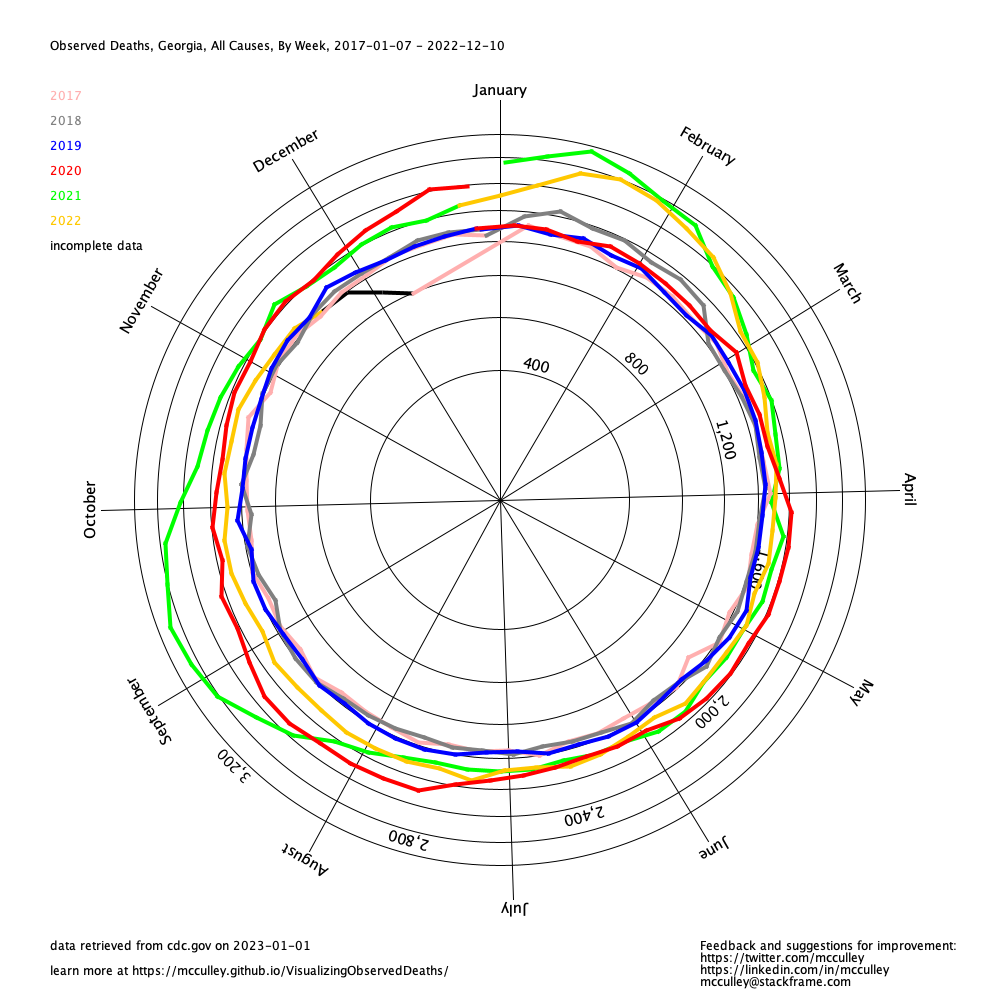 Observed Deaths, Georgia, All Causes, By Week, 2017-01-07 - 2022-12-10
2017
2018
2019
2020
2021
2022
incomplete data
January
February
March
April
May
June
July
August
September
October
November
December
400
800
1,200
1,600
2,000
2,400
2,800
3,200
data retrieved from cdc.gov on 2023-01-01
learn more at https://mcculley.github.io/VisualizingObservedDeaths/
Feedback and suggestions for improvement:
https://twitter.com/mcculley
https://linkedin.com/in/mcculley
mcculley@stackframe.com